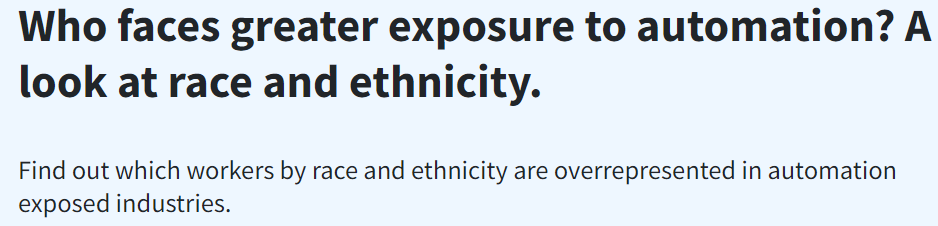 Who faces greater exposure to automation? A
look at race and ethnicity.
Find out which workers by race and ethnicity are overrepresented in automation
exposed industries.